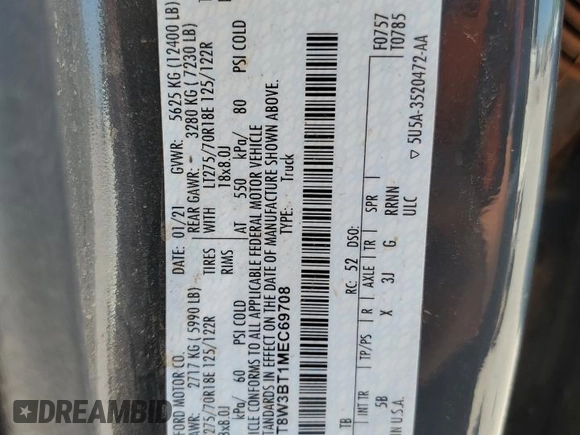 FORD MOTOR CO.
DATE: 01/21 GVWR: 5625 KG (12400 LB)
2717 KG (5990 LB) REAR GAWR: 3280 KG (7230 LB)
275/70R18E 125/122R TIRES WITH LT275/70R18E 125/122R
18x8.0J RIMS 18x8.0J
kPa/ 60 PSI COLD AT 550 kPa/ 80 PSI COLD
CONFORMS TO ALL APPLICABLE FEDERAL MOTOR VEHICLE
STANDARDS IN EFFECT ON THE DATE OF MANUFACTURE SHOWN ABOVE.
T8W3BT1MEC69708 TYPE: Truck
F0757
T0785
RC: 52 DSO:
TB INT TR TP/PS R AXLE TR SPR
5B X 3J G RRNN
U.S.A. ULC
▽ 5U5A-3520472-AA
DREAMBID